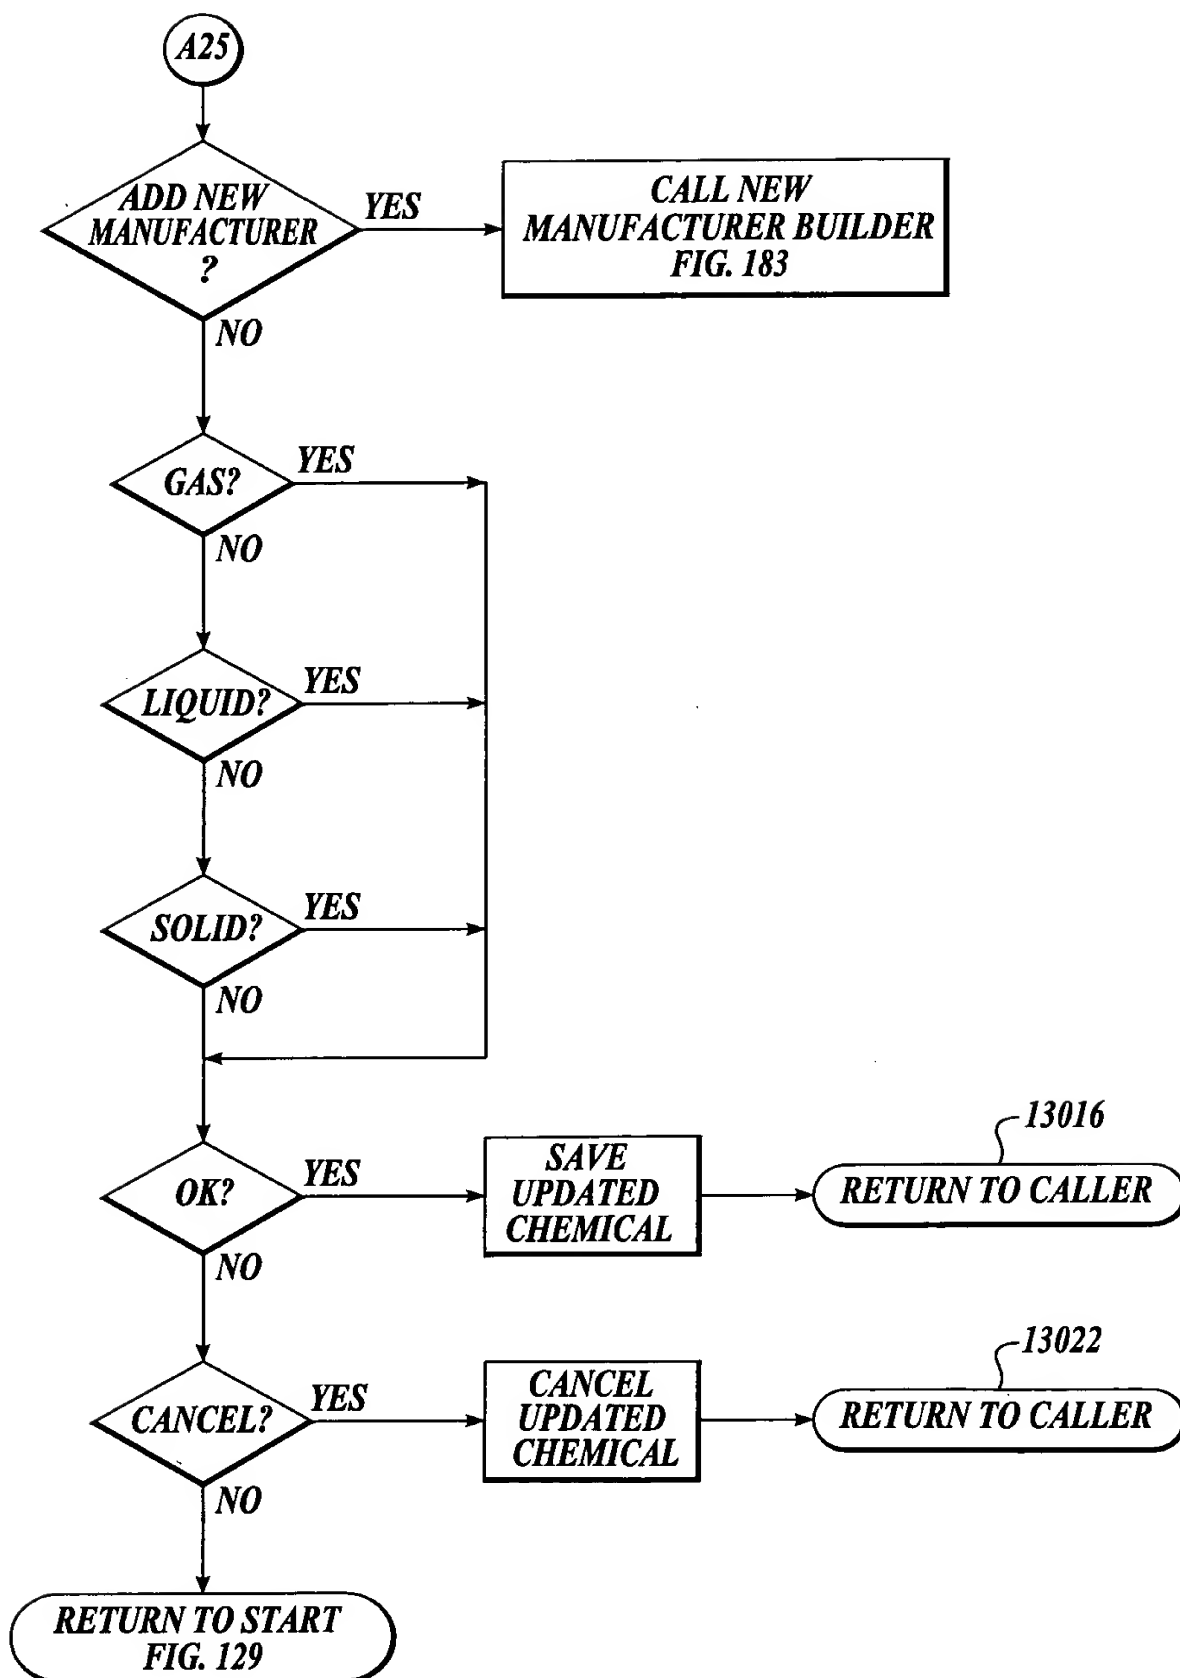 A25
ADD NEW
MANUFACTURER
?
YES
CALL NEW
MANUFACTURER BUILDER
FIG. 183
NO
GAS?
YES
NO
LIQUID?
YES
NO
SOLID?
YES
NO
OK?
YES
SAVE
UPDATED
CHEMICAL
13016
RETURN TO CALLER
NO
CANCEL?
YES
CANCEL
UPDATED
CHEMICAL
13022
RETURN TO CALLER
NO
RETURN TO START
FIG. 129